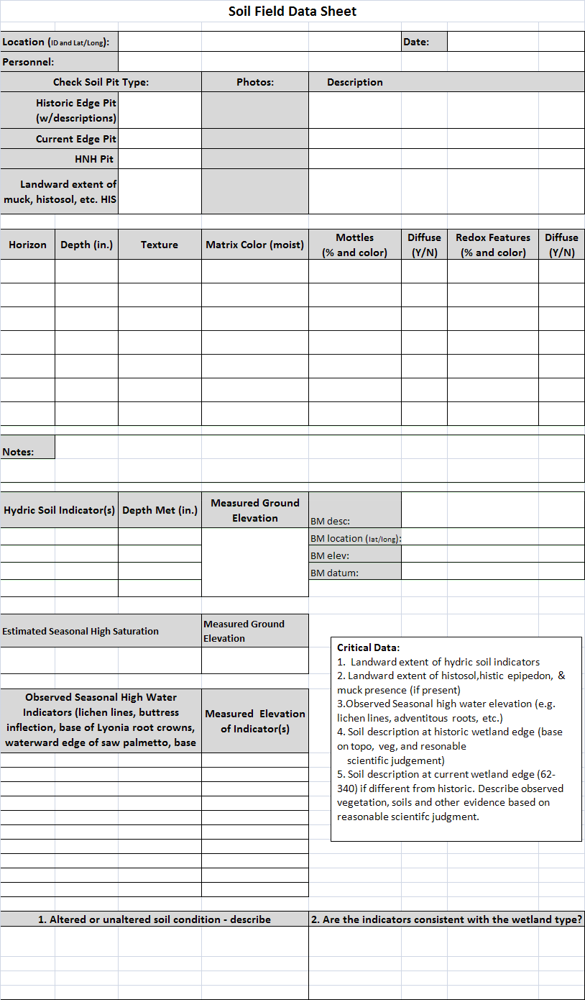 Soil Field Data Sheet
Location (ID and Lat/Long):
Date:
Personnel:
Check Soil Pit Type:
Photos:
Description
Historic Edge Pit
(w/descriptions)
Current Edge Pit
HNH Pit
Landward extent of
muck, histosol, etc. HIS
Horizon
Depth (in.)
Texture
Matrix Color (moist)
Mottles
(% and color)
Diffuse
(Y/N)
Redox Features
(% and color)
Diffuse
(Y/N)
Notes:
Hydric Soil Indicator(s)
Depth Met (in.)
Measured Ground
Elevation
BM desc:
BM location (lat/long):
BM elev:
BM datum:
Estimated Seasonal High Saturation
Measured Ground
Elevation
Critical Data:
1. Landward extent of hydric soil indicators
2. Landward extent of histosol,histic epipedon, &
muck presence (if present)
3.Observed Seasonal high water elevation (e.g.
lichen lines, adventitous roots, etc.)
4. Soil description at historic wetland edge (base
on topo, veg, and resonable
scientific judgement)
5. Soil description at current wetland edge (62-
340) if different from historic. Describe observed
vegetation, soils and other evidence based on
reasonable scientifc judgment.
Observed Seasonal High Water
Indicators (lichen lines, buttress
inflection, base of Lyonia root crowns,
waterward edge of saw palmetto, base
Measured Elevation
of Indicator(s)
1. Altered or unaltered soil condition - describe
2. Are the indicators consistent with the wetland type?